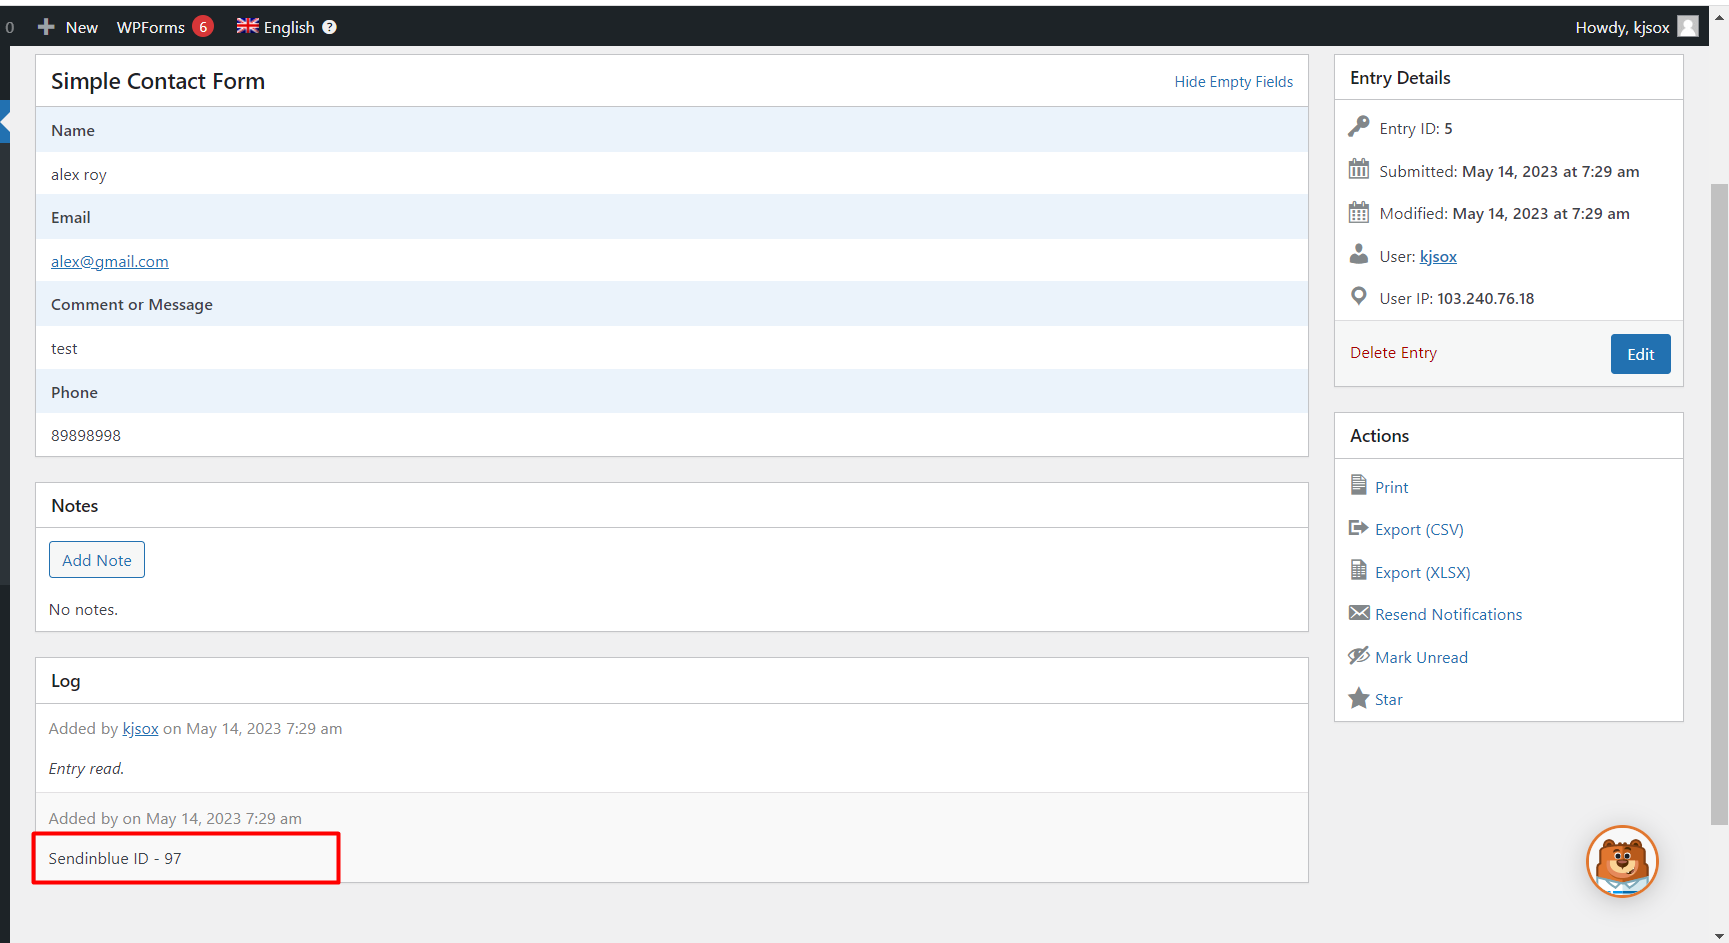 0 New WPForms 6 English ? Howdy, kjsox
Simple Contact Form Hide Empty Fields
Name
alex roy
Email
alex@gmail.com
Comment or Message
test
Phone
89898998
Notes
Add Note
No notes.
Log
Added by kjsox on May 14, 2023 7:29 am
Entry read.
Added by on May 14, 2023 7:29 am
Sendinblue ID - 97
Entry Details
Entry ID: 5
Submitted: May 14, 2023 at 7:29 am
Modified: May 14, 2023 at 7:29 am
User: kjsox
User IP: 103.240.76.18
Delete Entry Edit
Actions
Print
Export (CSV)
Export (XLSX)
Resend Notifications
Mark Unread
Star